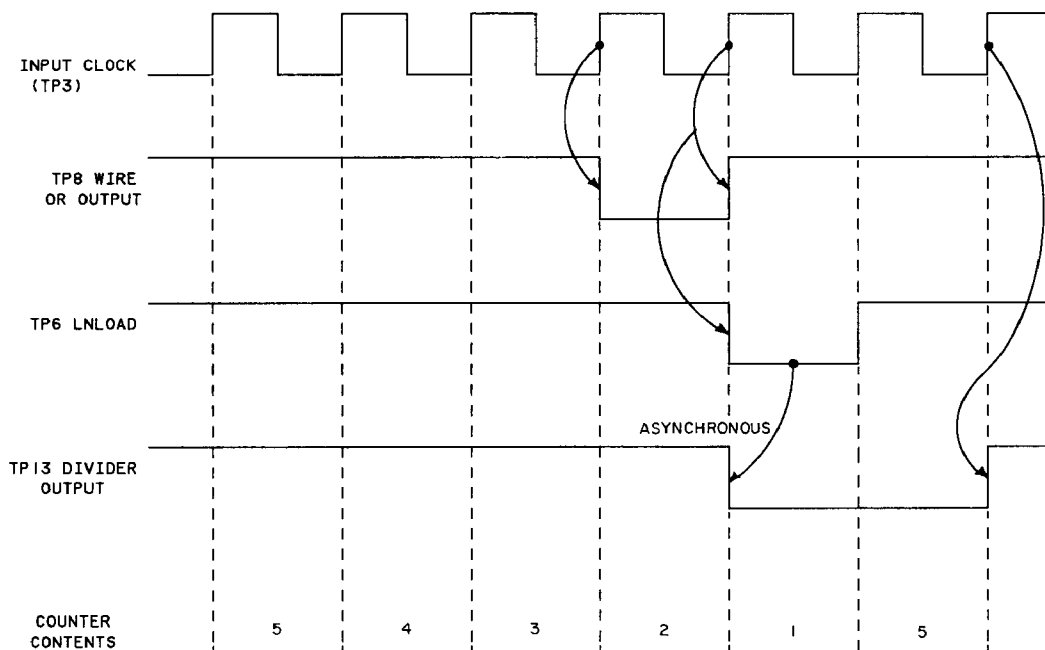 INPUT CLOCK
(TP3)
TP8 WIRE
OR OUTPUT
TP6 LNLOAD
ASYNCHRONOUS
TP13 DIVIDER
OUTPUT
COUNTER
CONTENTS
5 4 3 2 1 5